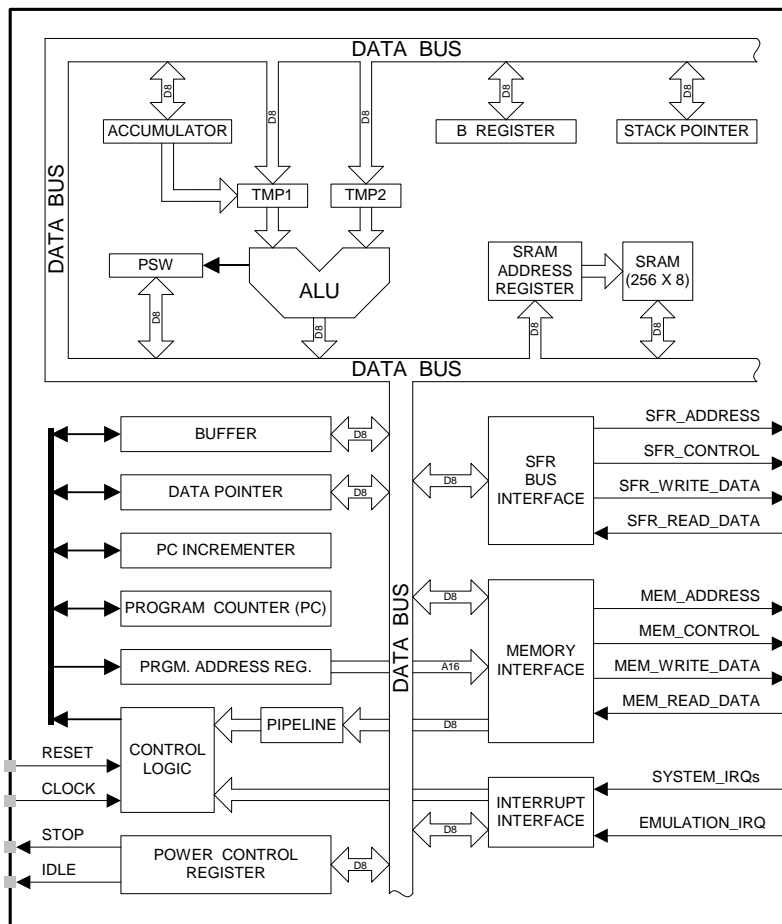 DATA BUS
D8
D8
D8
D8
D8
ACCUMULATOR
B REGISTER
STACK POINTER
DATA BUS
TMP1
TMP2
PSW
ALU
SRAM
ADDRESS
REGISTER
SRAM
(256 X 8)
D8
D8
D8
D8
DATA BUS
BUFFER
D8
DATA POINTER
D8
PC INCREMENTER
PROGRAM COUNTER (PC)
PRGM. ADDRESS REG.
A16
DATA BUS
D8
SFR
BUS
INTERFACE
SFR_ADDRESS
SFR_CONTROL
SFR_WRITE_DATA
SFR_READ_DATA
D8
MEMORY
INTERFACE
MEM_ADDRESS
MEM_CONTROL
MEM_WRITE_DATA
MEM_READ_DATA
RESET
CLOCK
CONTROL
LOGIC
PIPELINE
D8
INTERRUPT
INTERFACE
SYSTEM_IRQs
EMULATION_IRQ
D8
STOP
IDLE
POWER CONTROL
REGISTER
D8